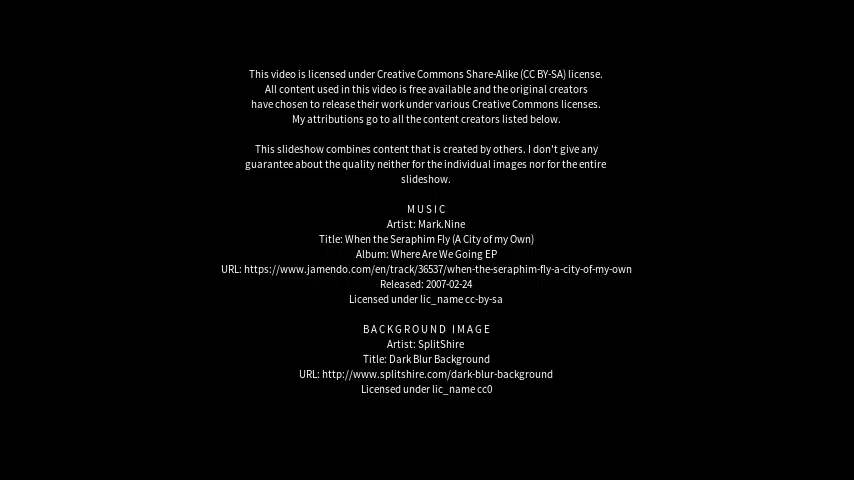 This video is licensed under Creative Commons Share-Alike (CC BY-SA) license.
All content used in this video is free available and the original creators
have chosen to release their work under various Creative Commons licenses.
My attributions go to all the content creators listed below.
This slideshow combines content that is created by others. I don't give any
guarantee about the quality neither for the individual images nor for the entire
slideshow.
MUSIC
Artist: Mark.Nine
Title: When the Seraphim Fly (A City of my Own)
Album: Where Are We Going EP
URL: https://www.jamendo.com/en/track/36537/when-the-seraphim-fly-a-city-of-my-own
Released: 2007-02-24
Licensed under lic_name cc-by-sa
BACKGROUND IMAGE
Artist: SplitShire
Title: Dark Blur Background
URL: http://www.splitshire.com/dark-blur-background
Licensed under lic_name cc0